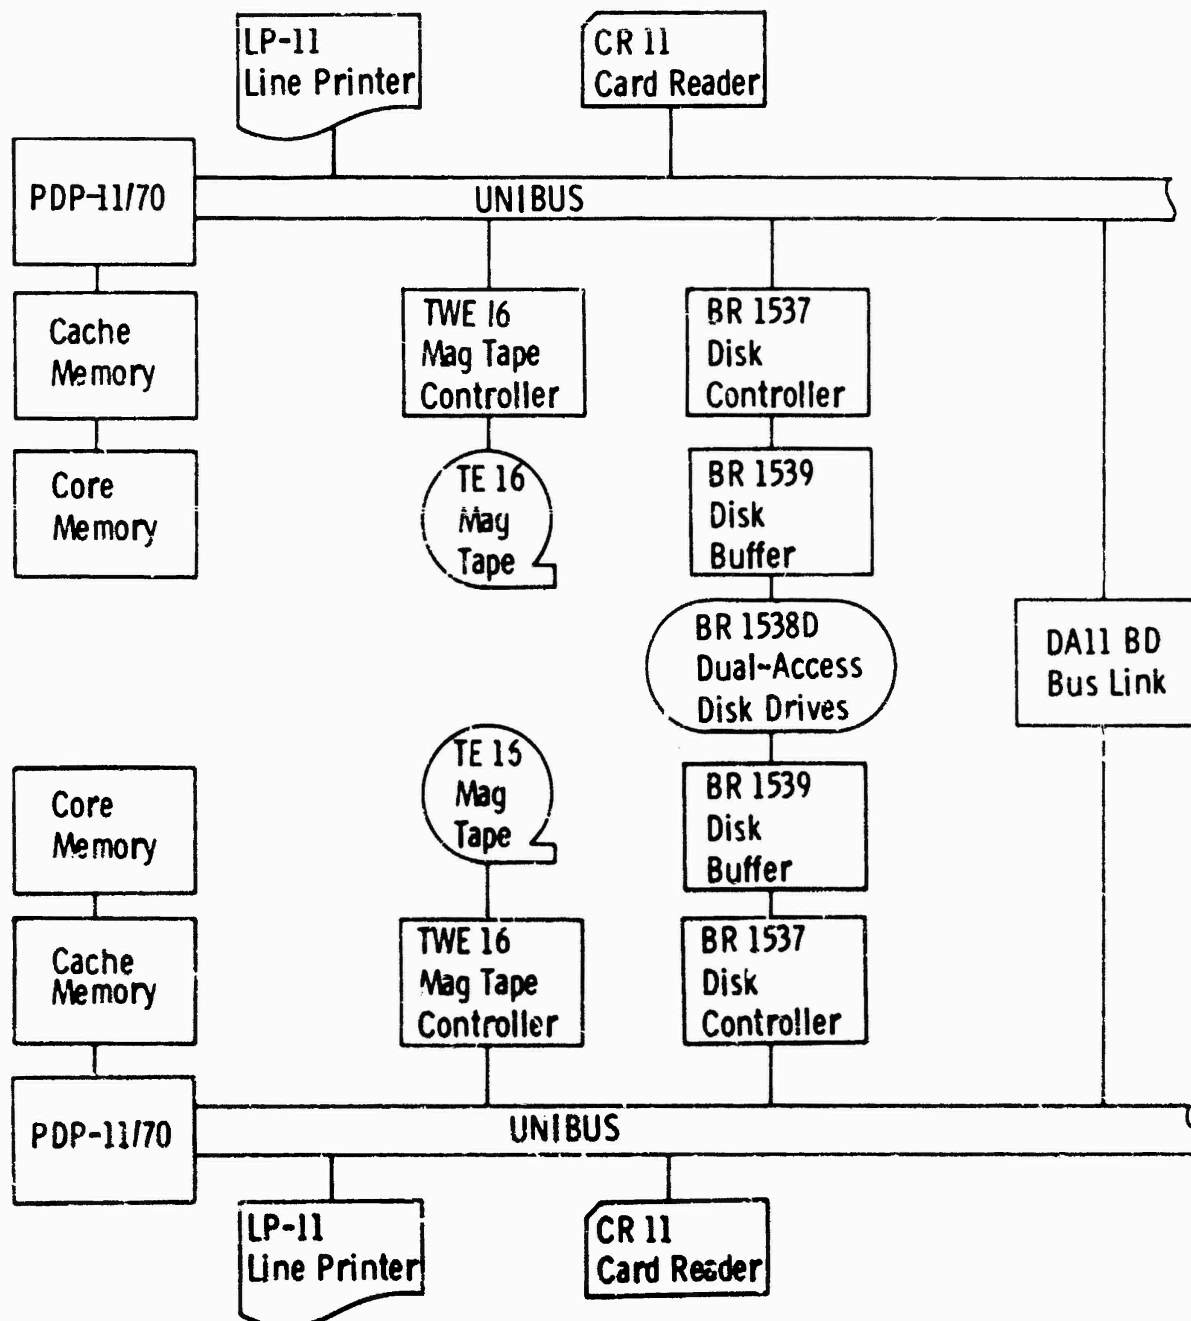 LP-11
Line Printer
CR 11
Card Reader
PDP-11/70
UNIBUS
Cache
Memory
TWE 16
Mag Tape
Controller
BR 1537
Disk
Controller
Core
Memory
TE 16
Mag
Tape
BR 1539
Disk
Buffer
BR 1538D
Dual-Access
Disk Drives
DA11 BD
Bus Link
Core
Memory
TE 15
Mag
Tape
BR 1539
Disk
Buffer
Cache
Memory
TWE 16
Mag Tape
Controller
BR 1537
Disk
Controller
PDP-11/70
UNIBUS
LP-11
Line Printer
CR 11
Card Reader